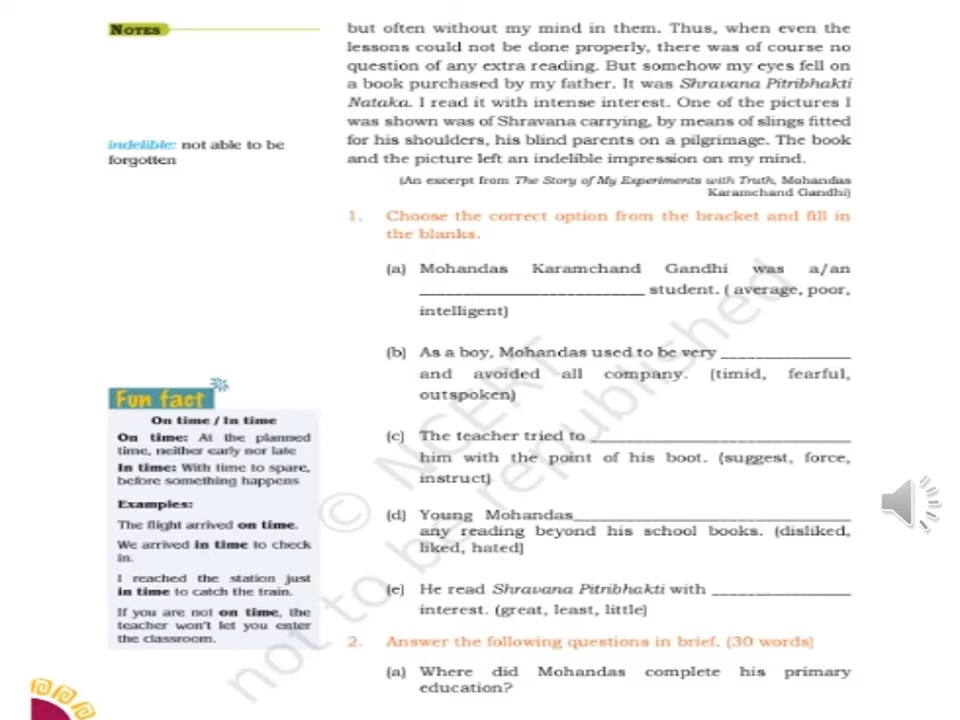 NOTES
indelible: not able to be
forgotten
but often without my mind in them. Thus, when even the
lessons could not be done properly, there was of course no
question of any extra reading. But somehow my eyes fell on
a book purchased by my father. It was Shravana Pitribhakti
Nataka. I read it with intense interest. One of the pictures I
was shown was of Shravana carrying, by means of slings fitted
for his shoulders, his blind parents on a pilgrimage. The book
and the picture left an indelible impression on my mind.
(An excerpt from The Story of My Experiments with Truth, Mohandas
Karamchand Gandhi)
1. Choose the correct option from the bracket and fill in
the blanks.
(a) Mohandas Karamchand Gandhi was a/an
__________________________ student. ( average, poor,
intelligent)
(b) As a boy, Mohandas used to be very _______________
and avoided all company. (timid, fearful,
outspoken)
(c) The teacher tried to ______________________________
him with the point of his boot. (suggest, force,
instruct)
(d) Young Mohandas________________________________
any reading beyond his school books. (disliked,
liked, hated)
(e) He read Shravana Pitribhakti with ________________
interest. (great, least, little)
2. Answer the following questions in brief. (30 words)
(a) Where did Mohandas complete his primary
education?
Fun fact
On time / In time
On time: At the planned
time, neither early nor late
In time: With time to spare,
before something happens
Examples:
The flight arrived on time.
We arrived in time to check
in.
I reached the station just
in time to catch the train.
If you are not on time, the
teacher won't let you enter
the classroom.
© NCERT
not to be republished